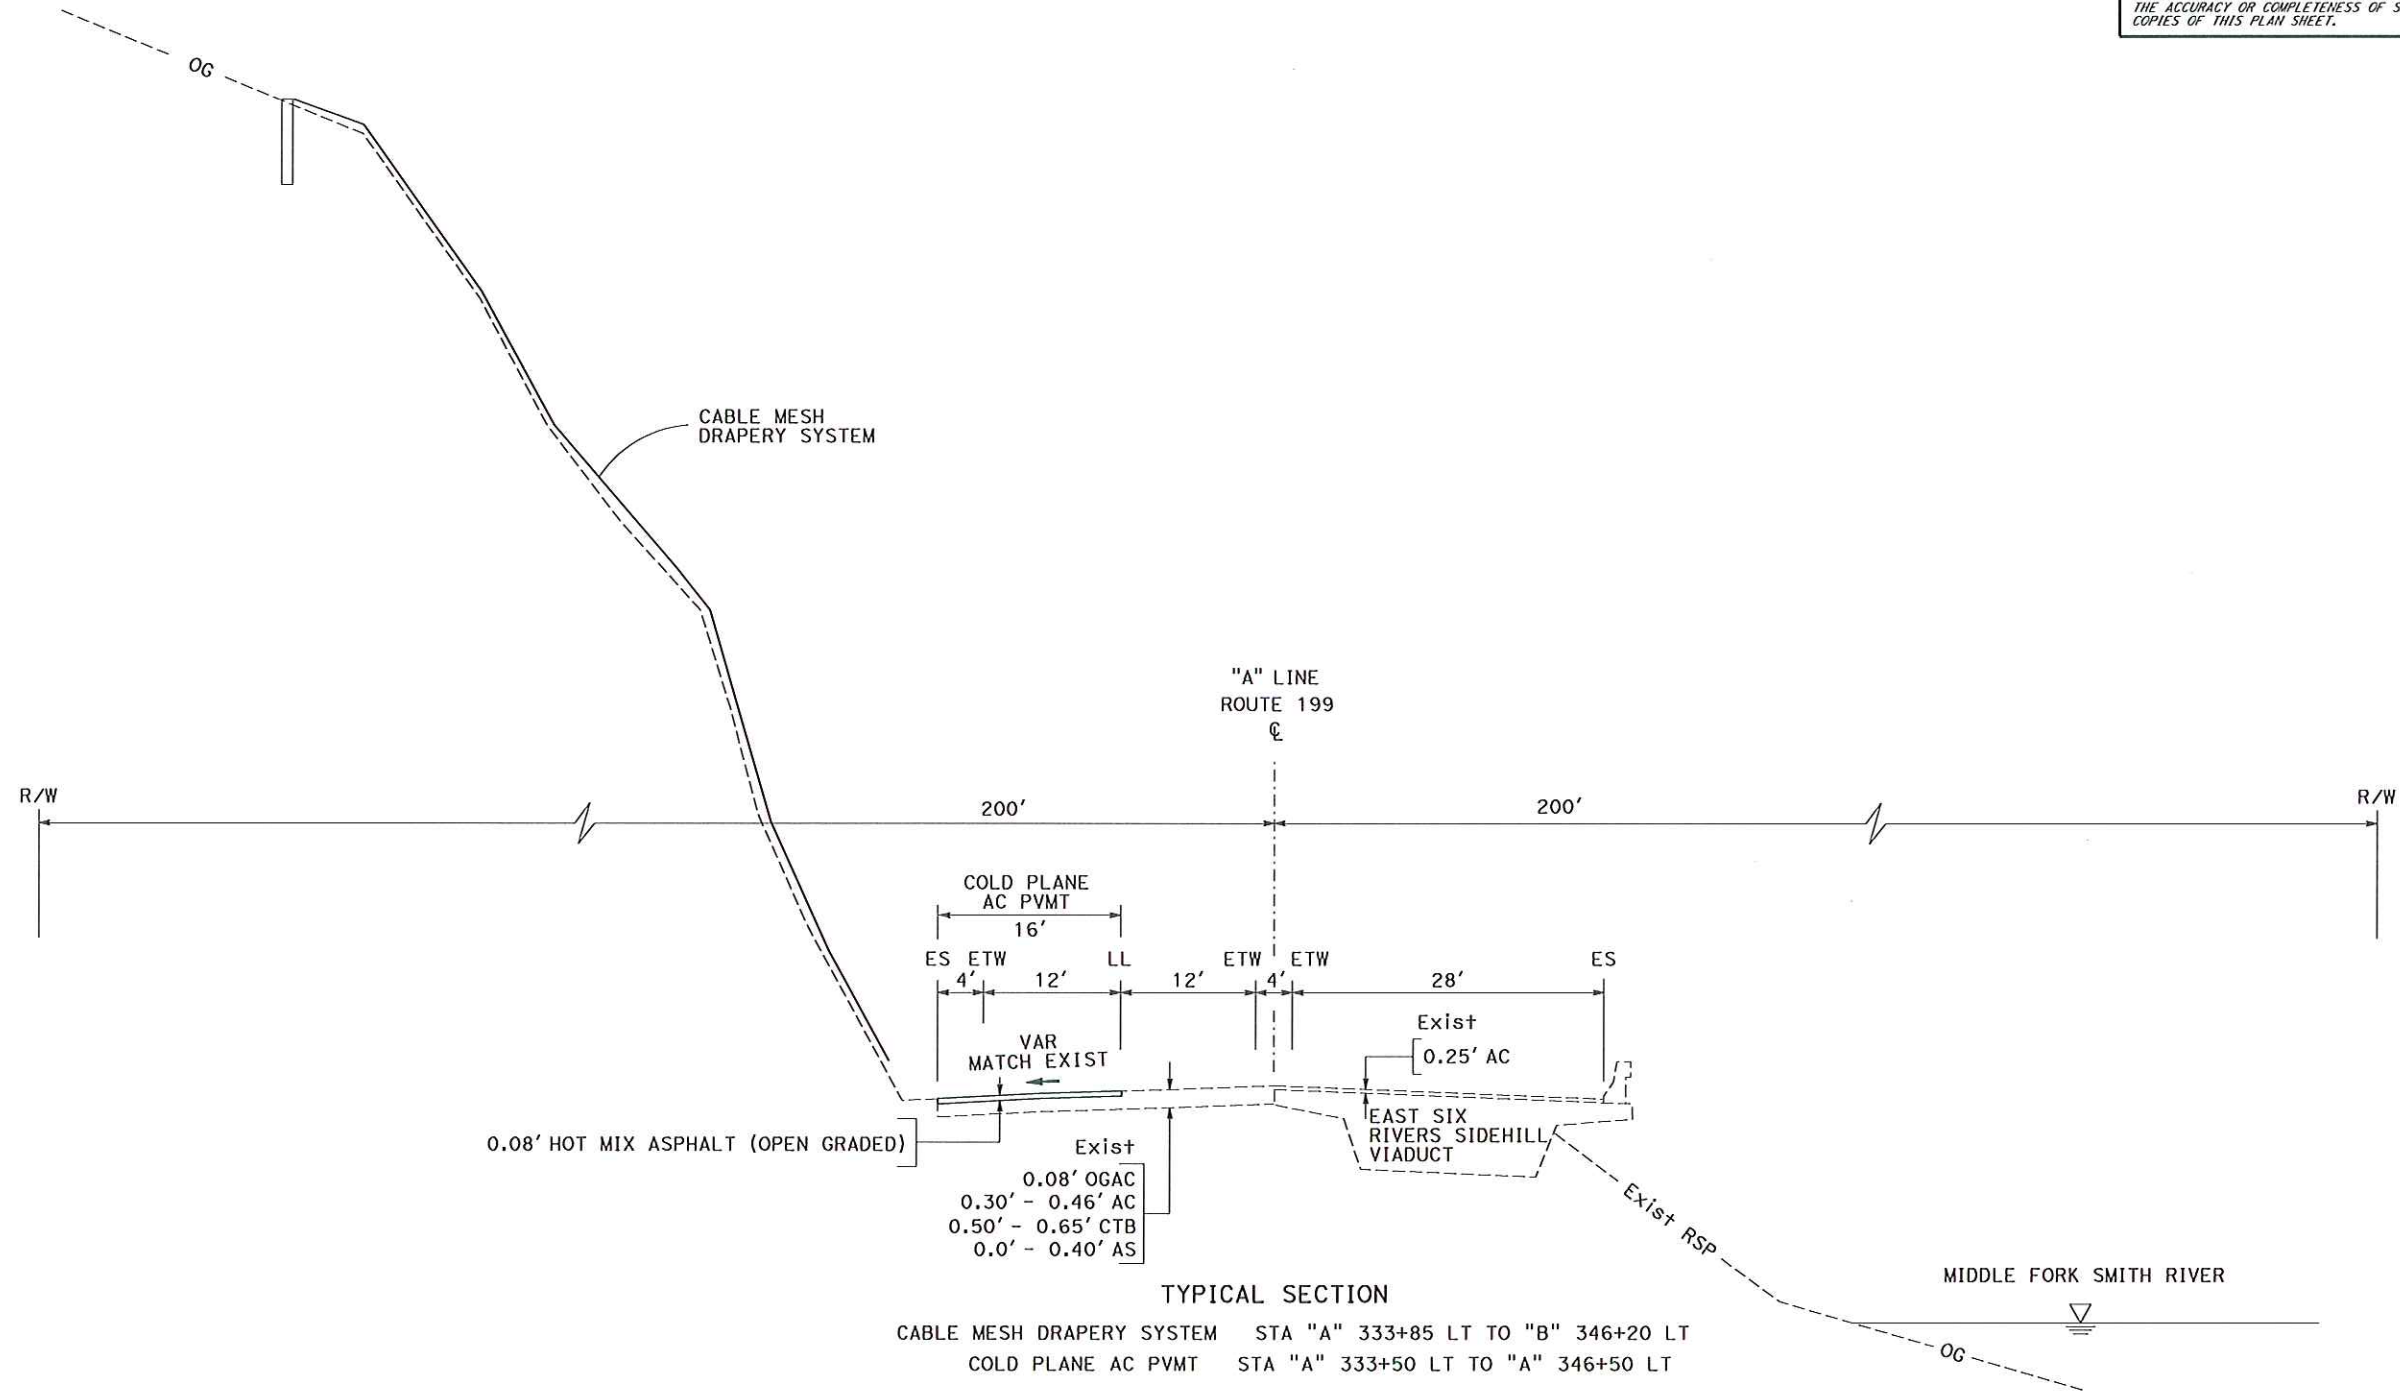 THE ACCURACY OR COMPLETENESS OF
COPIES OF THIS PLAN SHEET.
OG
CABLE MESH
DRAPERY SYSTEM
"A" LINE
ROUTE 199
℄
R/W
200'
200'
R/W
COLD PLANE
AC PVMT
16'
ES ETW LL ETW ETW ES
4' 12' 12' 4' 28'
VAR
MATCH EXIST
Exist
0.25' AC
0.08' HOT MIX ASPHALT (OPEN GRADED)
EAST SIX
RIVERS SIDEHILL
VIADUCT
Exist
0.08' OGAC
0.30' - 0.46' AC
0.50' - 0.65' CTB
0.0' - 0.40' AS
Exist RSP
MIDDLE FORK SMITH RIVER
OG
TYPICAL SECTION
CABLE MESH DRAPERY SYSTEM STA "A" 333+85 LT TO "B" 346+20 LT
COLD PLANE AC PVMT STA "A" 333+50 LT TO "A" 346+50 LT